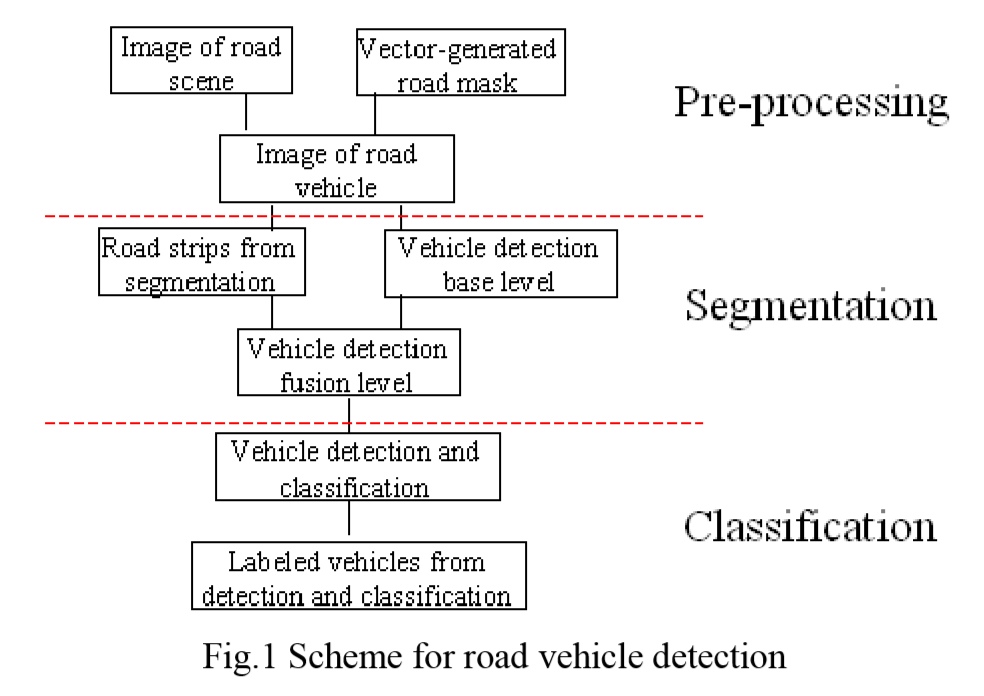 Image of road
scene
Vector-generated
road mask
Pre-processing
Image of road
vehicle
Road strips from
segmentation
Vehicle detection
base level
Segmentation
Vehicle detection
fusion level
Vehicle detection and
classification
Classification
Labeled vehicles from
detection and classification
Fig.1 Scheme for road vehicle detection